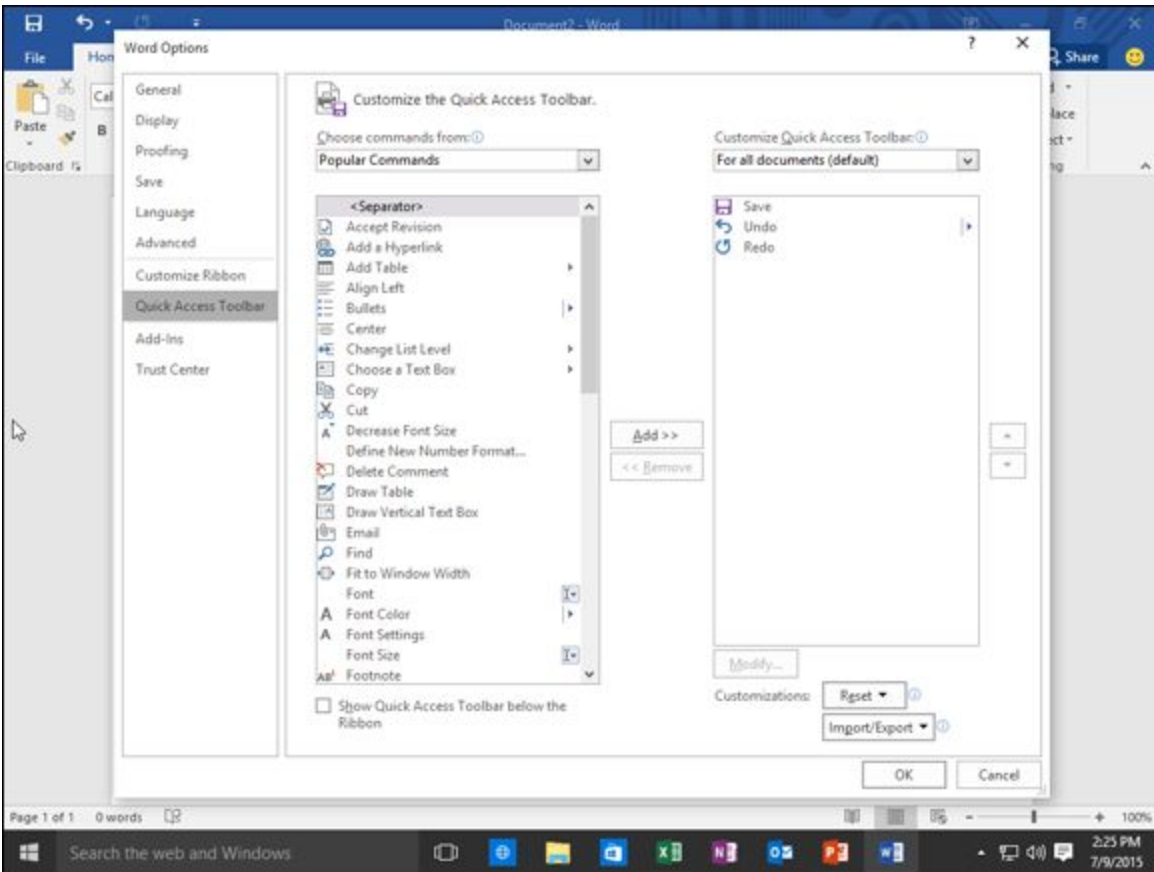 Document2 - Word
File
Share
Paste
B
Clipboard
Word Options
?
General
Display
Proofing
Save
Language
Advanced
Customize Ribbon
Quick Access Toolbar
Add-Ins
Trust Center
Customize the Quick Access Toolbar.
Choose commands from:
Popular Commands
<Separator>
Accept Revision
Add a Hyperlink
Add Table
Align Left
Bullets
Center
Change List Level
Choose a Text Box
Copy
Cut
Decrease Font Size
Define New Number Format...
Delete Comment
Draw Table
Draw Vertical Text Box
Email
Find
Fit to Window Width
Font
Font Color
Font Settings
Font Size
Footnote
Show Quick Access Toolbar below the
Ribbon
Add >>
<< Remove
Customize Quick Access Toolbar:
For all documents (default)
Save
Undo
Redo
Modify...
Customizations:
Reset
Import/Export
OK
Cancel
Page 1 of 1 0 words
100%
Search the web and Windows
2:25 PM
7/9/2015